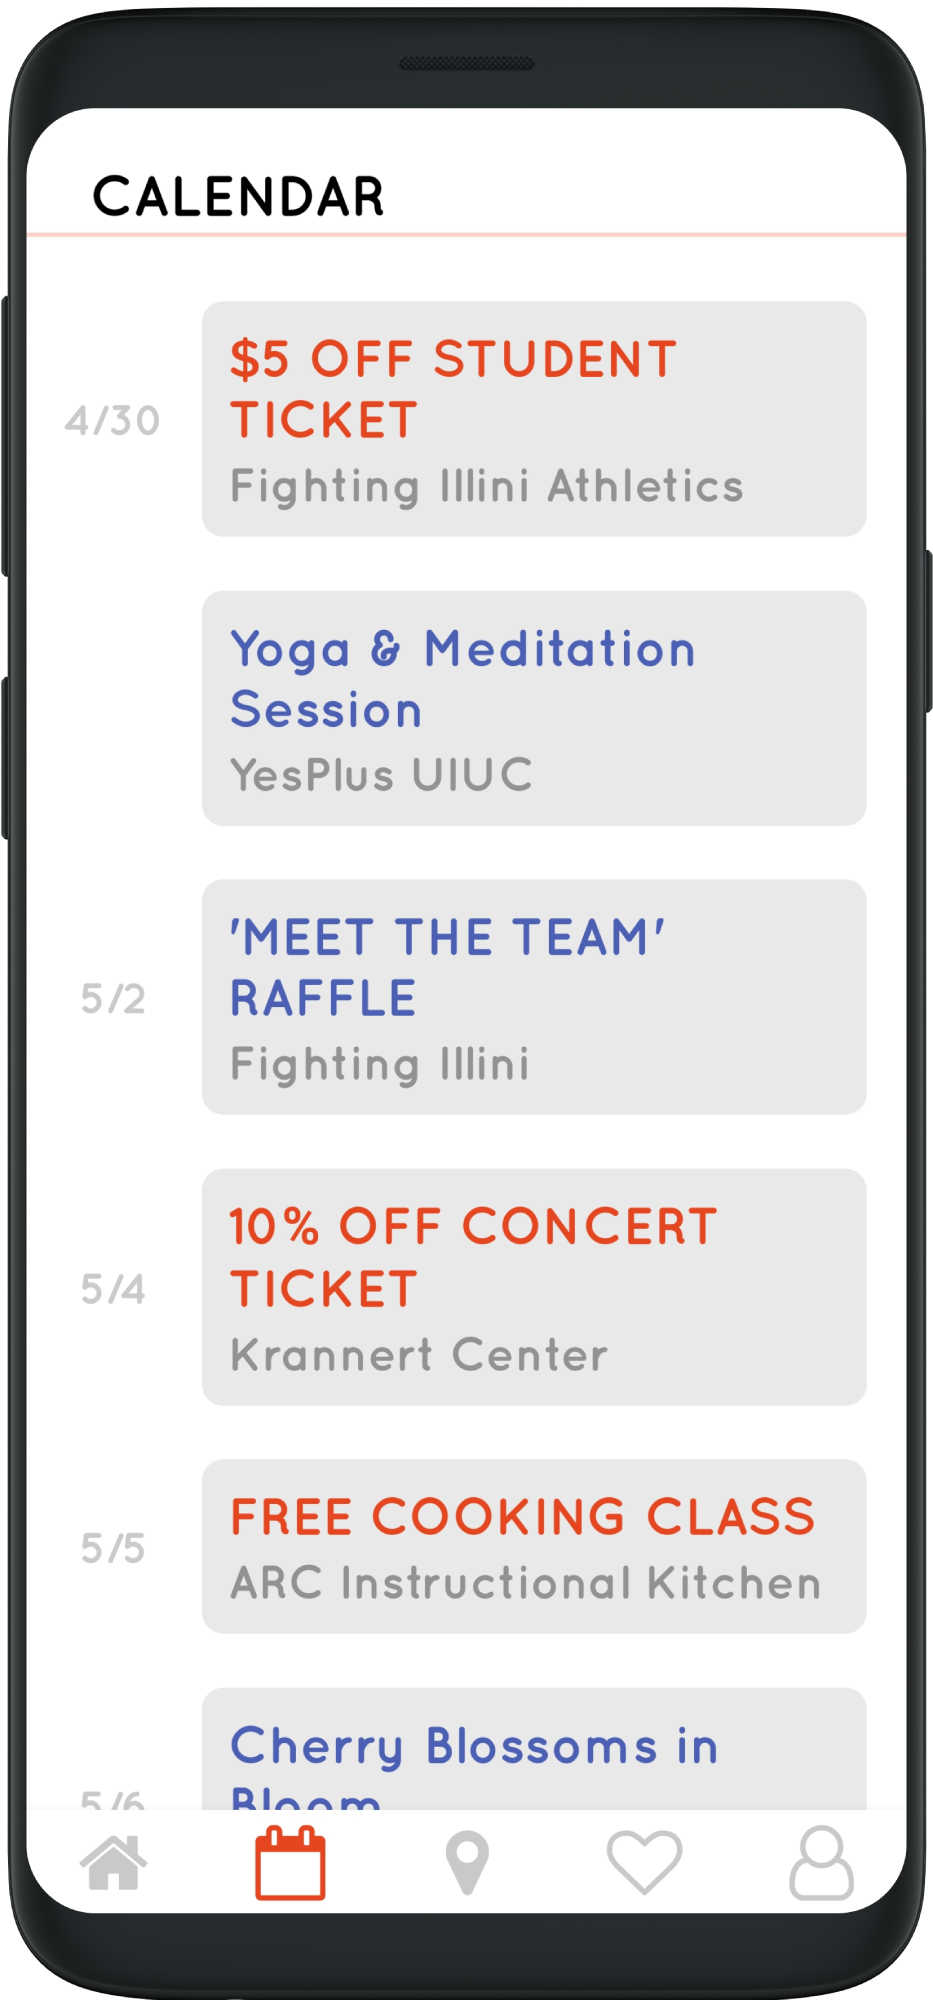 CALENDAR
$5 OFF STUDENT
TICKET
4/30
Fighting Illini Athletics
Yoga & Meditation
Session
YesPlus UIUC
'MEET THE TEAM'
RAFFLE
5/2
Fighting Illini
10% OFF CONCERT
TICKET
5/4
Krannert Center
FREE COOKING CLASS
5/5
ARC Instructional Kitchen
Cherry Blossoms in
Bloom
5/6